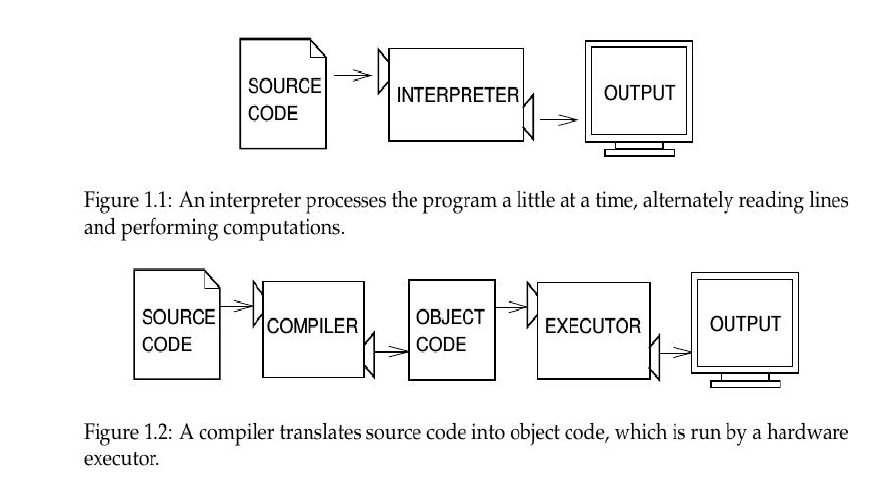 SOURCE
CODE
INTERPRETER
OUTPUT
Figure 1.1: An interpreter processes the program a little at a time, alternately reading lines
and performing computations.
SOURCE
CODE
COMPILER
OBJECT
CODE
EXECUTOR
OUTPUT
Figure 1.2: A compiler translates source code into object code, which is run by a hardware
executor.